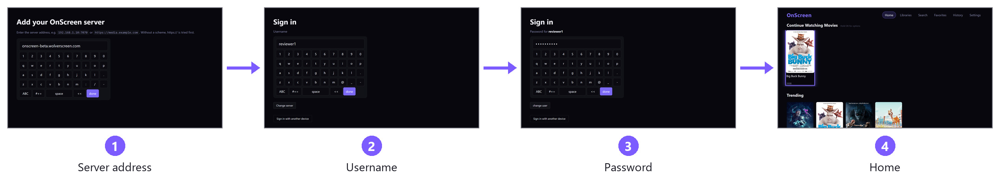 Add your OnScreen server
Enter the server address, e.g. 192.168.1.10:7070 or https://media.example.com. Without a scheme, https:// is tried first.
onscreen-beta.wolverscreen.com
1 2 3 4 5 6 7 8 9 0
q w e r t y u i o p
a s d f g h j k l .
z x c v b n m : / -
ABC #+= space << done
1
Server address
Sign in
Username
reviewer1
1 2 3 4 5 6 7 8 9 0
q w e r t y u i o p
a s d f g h j k l .
z x c v b n m @ _ -
ABC #+= space << done
Change server
Sign in with another device
2
Username
Sign in
Password for reviewer1
••••••••••
1 2 3 4 5 6 7 8 9 0
q w e r t y u i o p
a s d f g h j k l .
z x c v b n m @ _ -
ABC #+= space << done
change user
Sign in with another device
3
Password
OnScreen
Home Libraries Search Favorites History Settings
Continue Watching Movies Hold OK for options
Big Buck
BUNNY
Big Buck Bunny
2008
Trending
Big Buck
4
Home